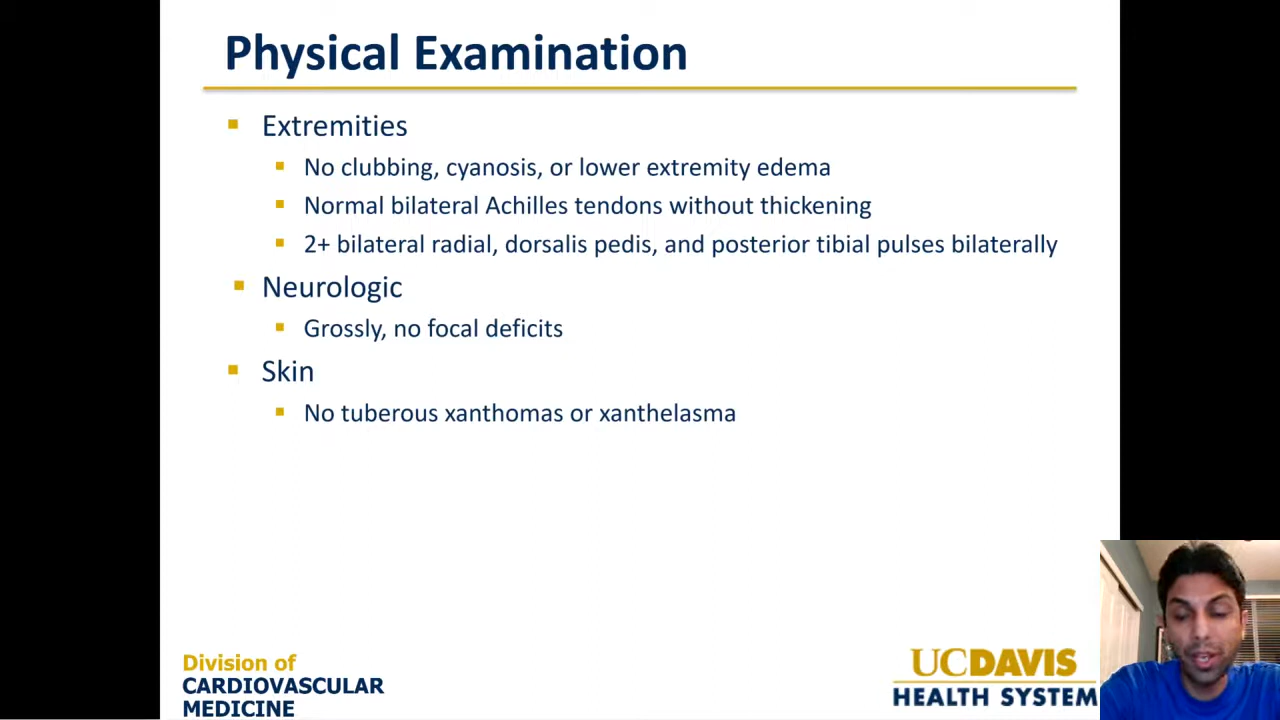 Physical Examination
Extremities
No clubbing, cyanosis, or lower extremity edema
Normal bilateral Achilles tendons without thickening
2+ bilateral radial, dorsalis pedis, and posterior tibial pulses bilaterally
Neurologic
Grossly, no focal deficits
Skin
No tuberous xanthomas or xanthelasma
Division of
CARDIOVASCULAR
MEDICINE
UCDAVIS
HEALTH SYSTEM